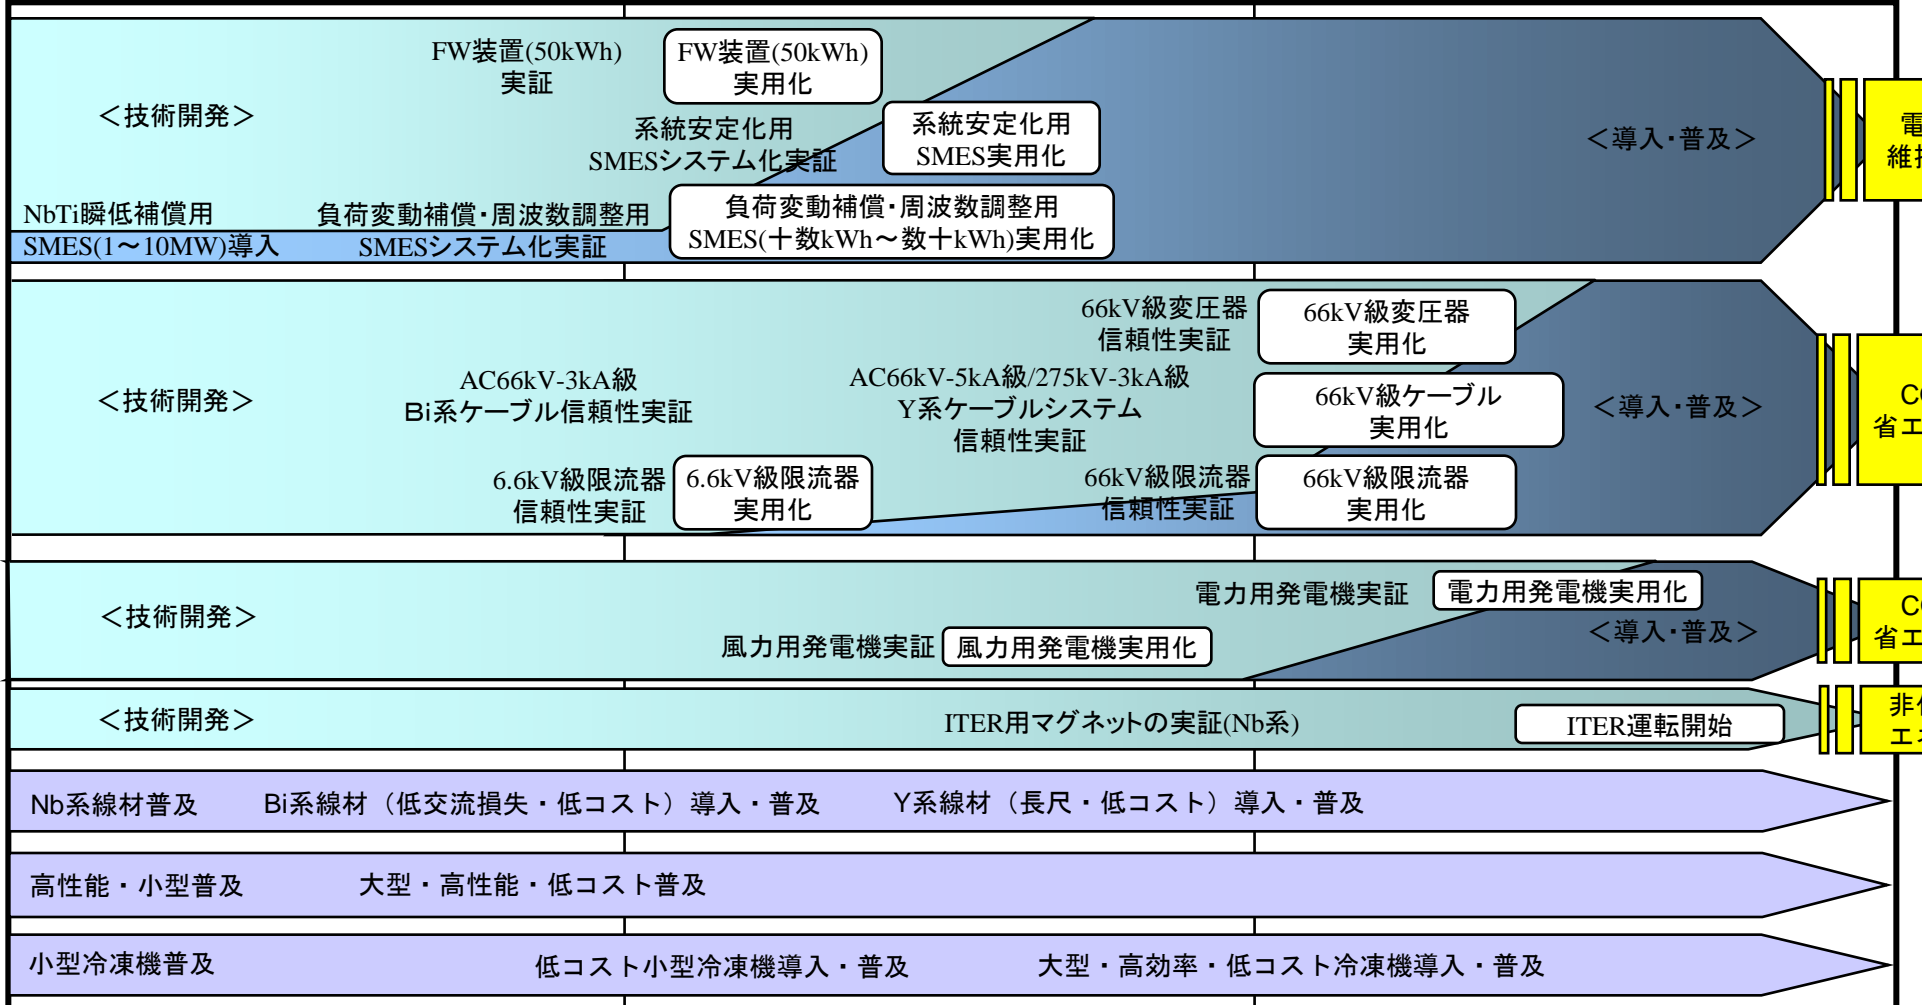 FW装置(50kWh)
実証
FW装置(50kWh)
実用化
＜技術開発＞
系統安定化用
SMESシステム化実証
系統安定化用
SMES実用化
＜導入・普及＞
NbTi瞬低補償用
SMES(1～10MW)導入
負荷変動補償・周波数調整用
SMESシステム化実証
負荷変動補償・周波数調整用
SMES(十数kWh～数十kWh)実用化
電
維
66kV級変圧器
信頼性実証
66kV級変圧器
実用化
＜技術開発＞
AC66kV-3kA級
Bi系ケーブル信頼性実証
AC66kV-5kA級/275kV-3kA級
Y系ケーブルシステム
信頼性実証
66kV級ケーブル
実用化
＜導入・普及＞
6.6kV級限流器
信頼性実証
6.6kV級限流器
実用化
66kV級限流器
信頼性実証
66kV級限流器
実用化
C
省エ
＜技術開発＞
電力用発電機実証
電力用発電機実用化
風力用発電機実証
風力用発電機実用化
＜導入・普及＞
C
省エ
＜技術開発＞
ITER用マグネットの実証(Nb系)
ITER運転開始
非
エ
Nb系線材普及
Bi系線材（低交流損失・低コスト）導入・普及
Y系線材（長尺・低コスト）導入・普及
高性能・小型普及
大型・高性能・低コスト普及
小型冷凍機普及
低コスト小型冷凍機導入・普及
大型・高効率・低コスト冷凍機導入・普及